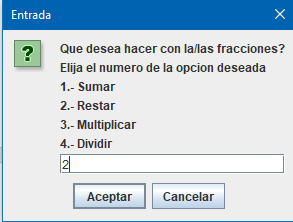 Entrada
?
Que desea hacer con la/las fracciones?
Elija el numero de la opcion deseada
1.- Sumar
2.- Restar
3.- Multiplicar
4.- Dividir
2
Aceptar Cancelar